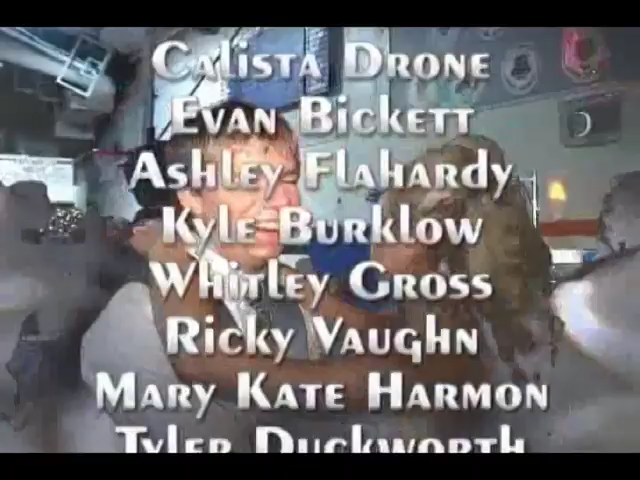 Calista Drone
Evan Bickett
Ashley Flahardy
Kyle Burklow
Whitley Gross
Ricky Vaughn
Mary Kate Harmon
Tyler Duckworth